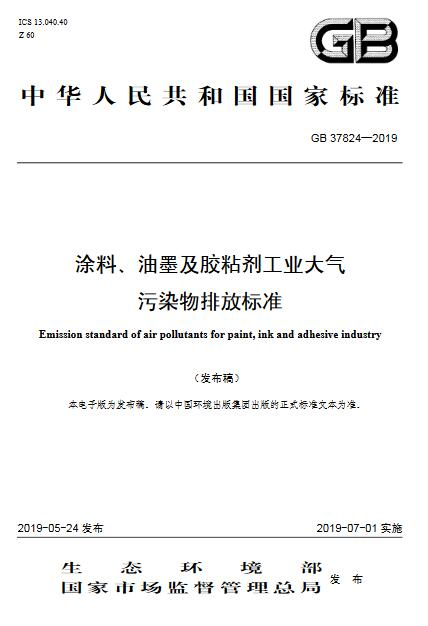 ICS 13.040.40
Z 60
GB
中华人民共和国国家标准
GB 37824—2019
涂料、油墨及胶粘剂工业大气
污染物排放标准
Emission standard of air pollutants for paint, ink and adhesive industry
（发布稿）
本电子版为发布稿。请以中国环境出版集团出版的正式标准文本为准。
2019-05-24 发布
2019-07-01 实施
生态环境部
国家市场监督管理总局
发布